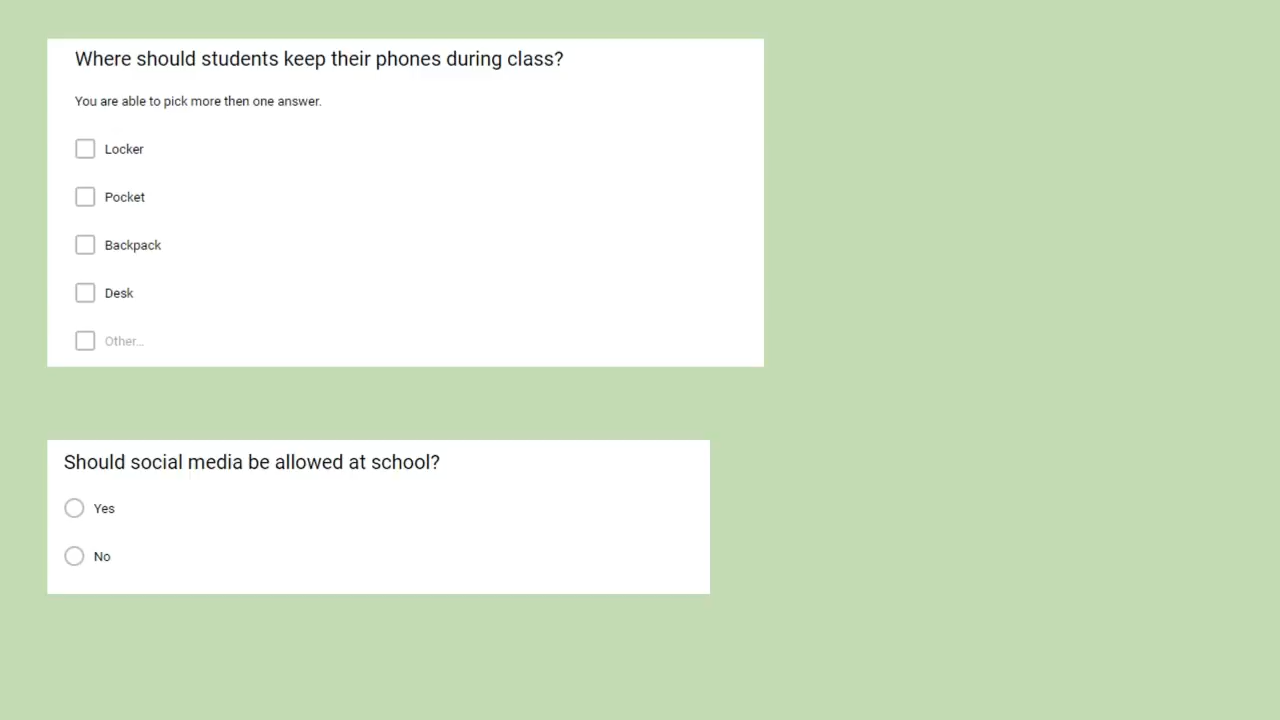 Where should students keep their phones during class?
You are able to pick more then one answer.
Locker
Pocket
Backpack
Desk
Other...
Should social media be allowed at school?
Yes
No